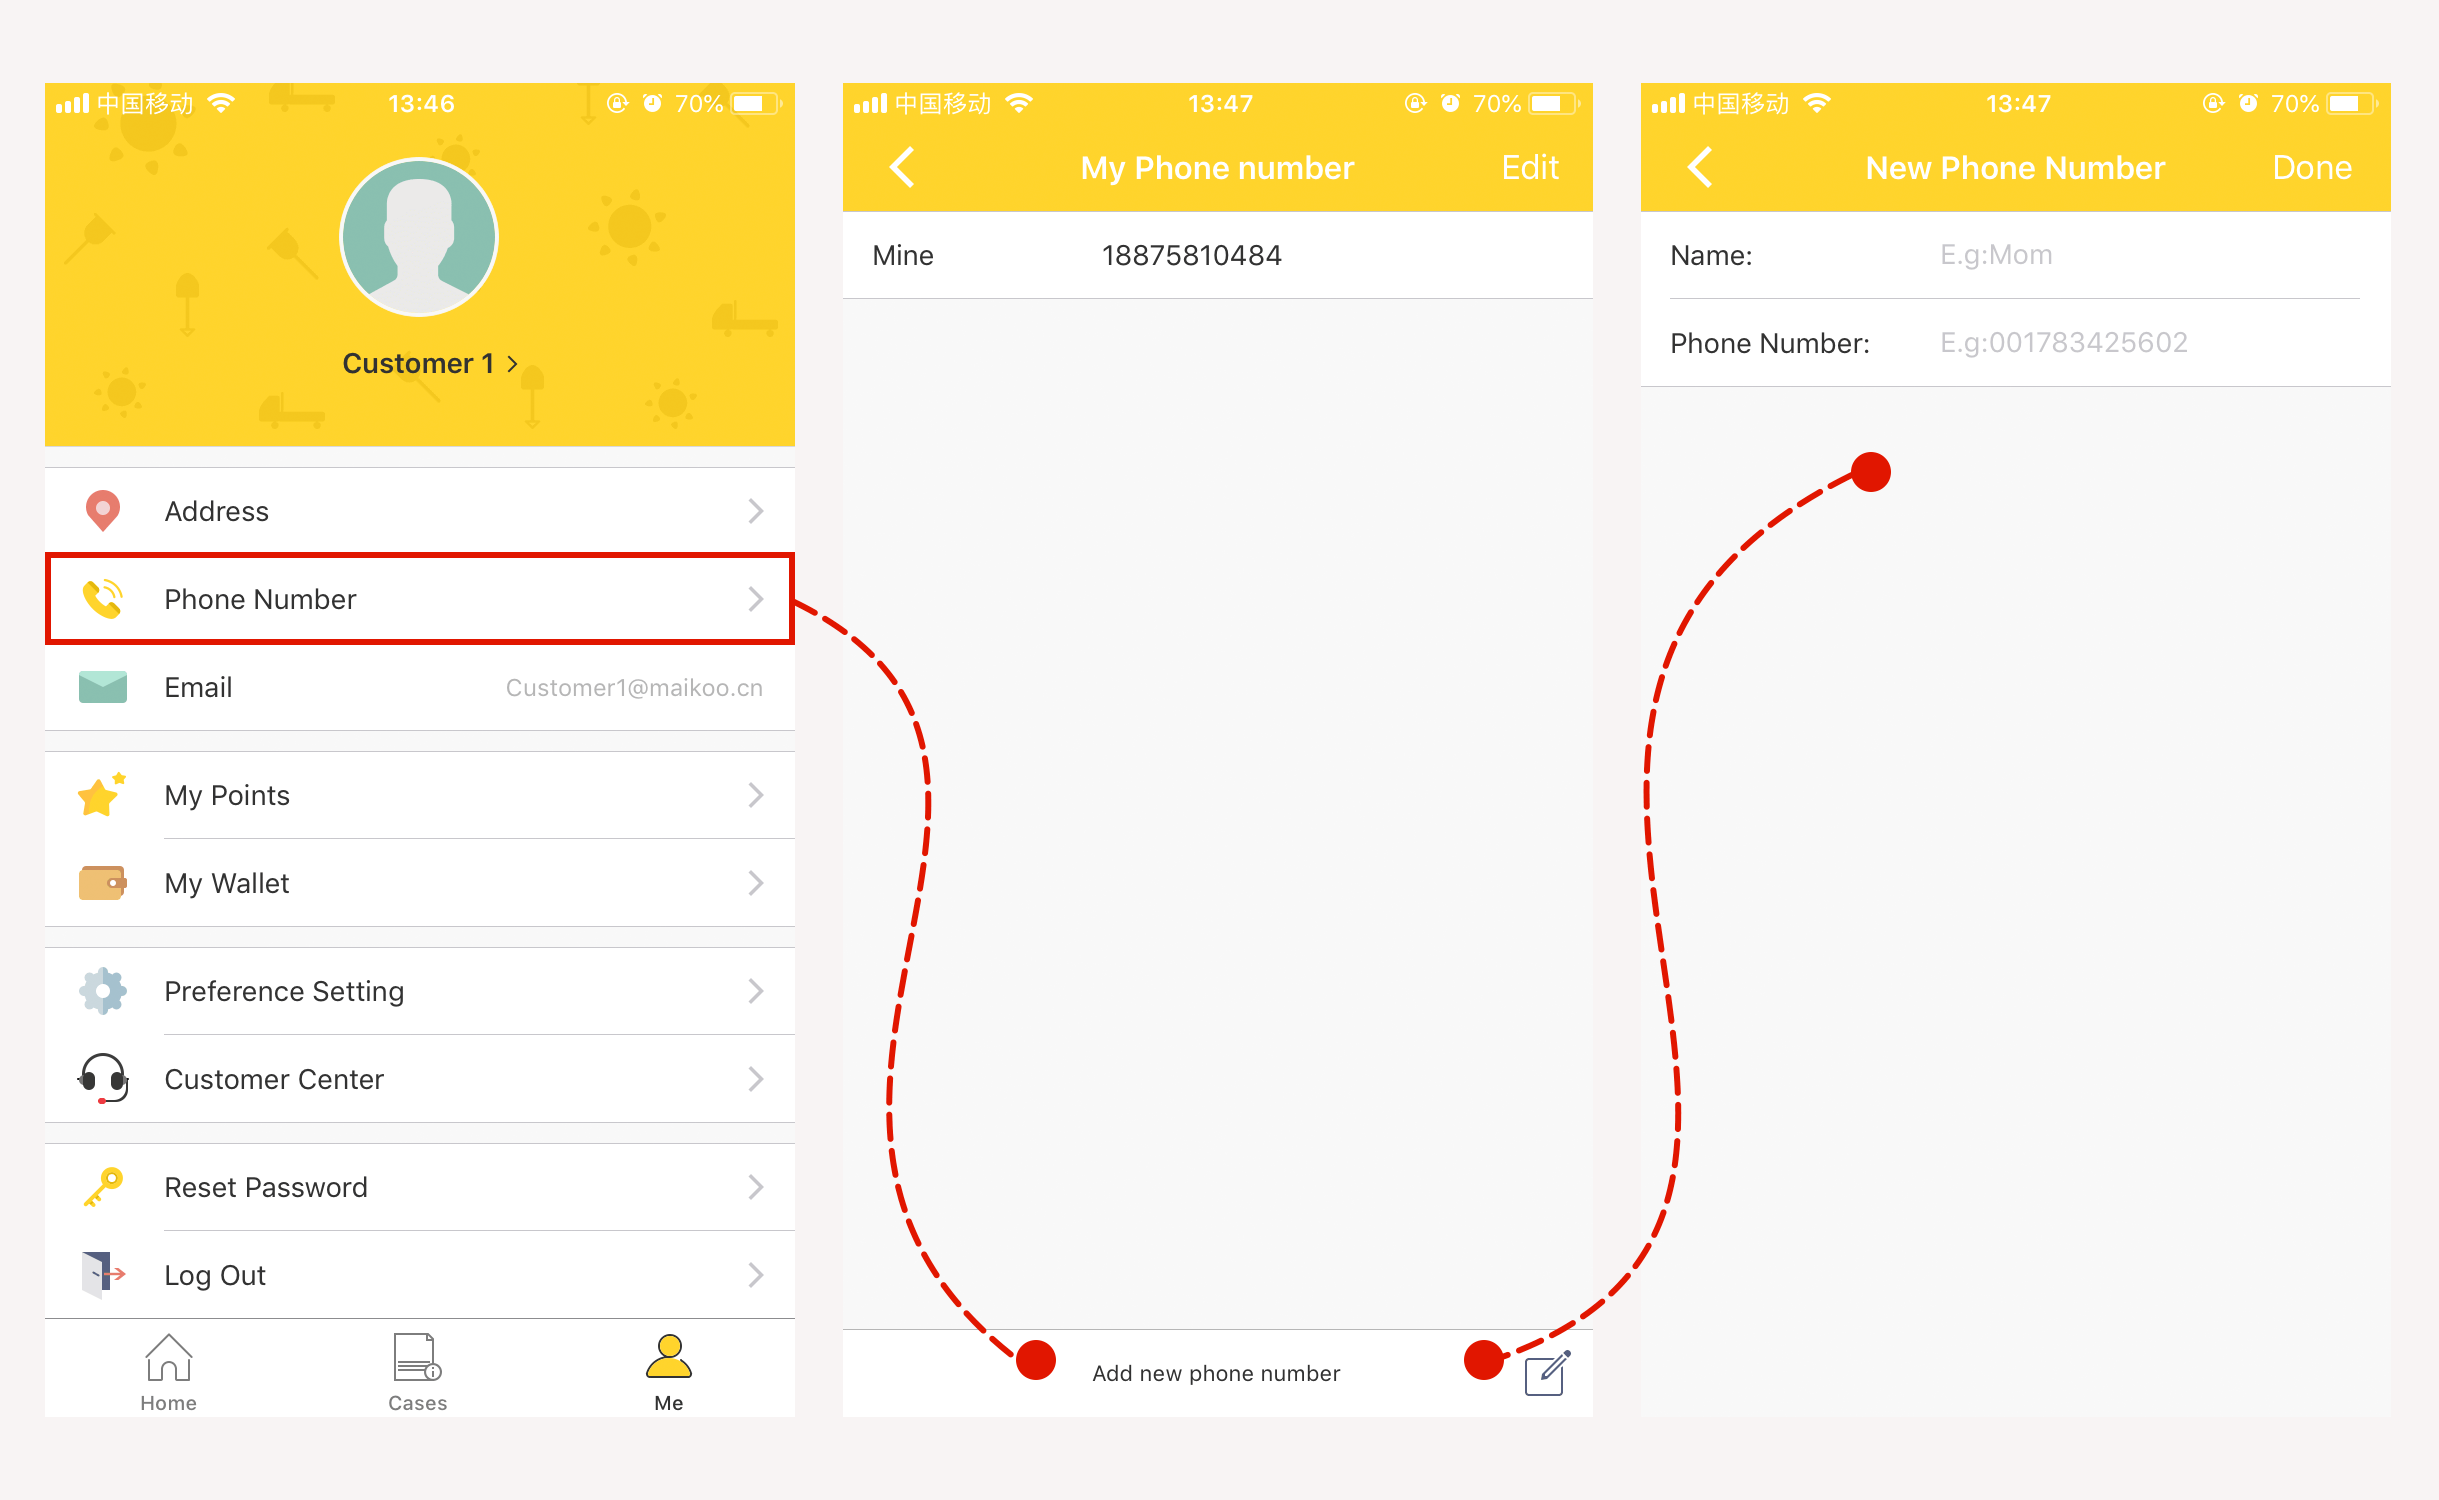 中国移动 13:46 70%
Customer 1
Address
Phone Number
Email Customer1@maikoo.cn
My Points
My Wallet
Preference Setting
Customer Center
Reset Password
Log Out
Home Cases Me
中国移动 13:47 70%
My Phone number Edit
Mine 18875810484
Add new phone number
中国移动 13:47 70%
New Phone Number Done
Name: E.g:Mom
Phone Number: E.g:001783425602